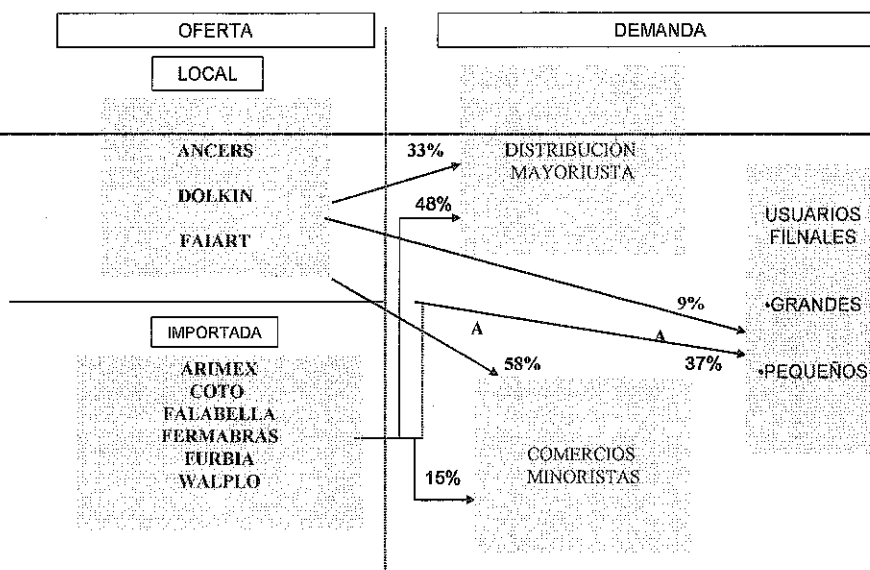 OFERTA
DEMANDA
LOCAL
ANCERS
DOLKIN
FAIART
33%
48%
DISTRIBUCIÓN
MAYORIUSTA
USUARIOS
FILNALES
•GRANDES
•PEQUEÑOS
9%
A
A
37%
58%
IMPORTADA
ARIMEX
COTO
FALABELLA
FERMABRAS
FURBIA
WALPLO
15%
COMERCIOS
MINORISTAS